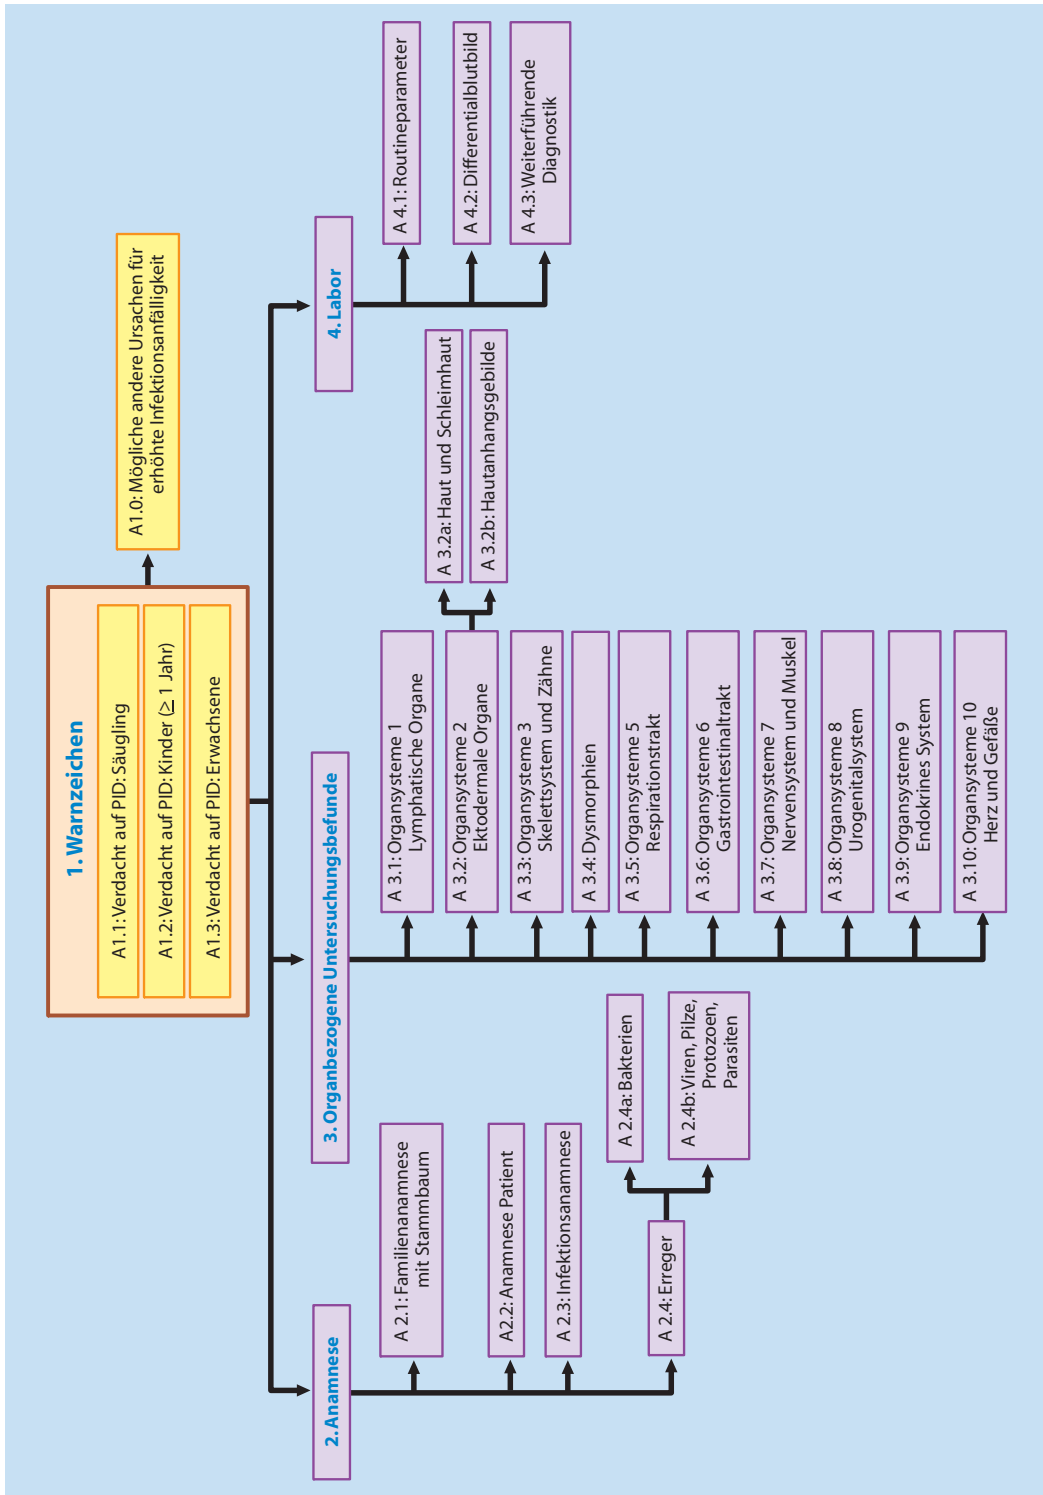 1. Warnzeichen
A1.1: Verdacht auf PID: Säugling
A1.2: Verdacht auf PID: Kinder (≥ 1 Jahr)
A1.3: Verdacht auf PID: Erwachsene
A1.0: Mögliche andere Ursachen für
erhöhte Infektionsanfälligkeit
2. Anamnese
A 2.1: Familienanamnese
mit Stammbaum
A2.2: Anamnese Patient
A 2.3: Infektionsanamnese
A 2.4: Erreger
A 2.4a: Bakterien
A 2.4b: Viren, Pilze,
Protozoen,
Parasiten
3. Organbezogene Untersuchungsbefunde
A 3.1: Organsysteme 1
Lymphatische Organe
A 3.2: Organsysteme 2
Ektodermale Organe
A 3.2a: Haut und Schleimhaut
A 3.2b: Hautanhangsgebilde
A 3.3: Organsysteme 3
Skelettsystem und Zähne
A 3.4: Dysmorphien
A 3.5: Organsysteme 5
Respirationstrakt
A 3.6: Organsysteme 6
Gastrointestinaltrakt
A 3.7: Organsysteme 7
Nervensystem und Muskel
A 3.8: Organsysteme 8
Urogenitalsystem
A 3.9: Organsysteme 9
Endokrines System
A 3.10: Organsysteme 10
Herz und Gefäße
4. Labor
A 4.1: Routineparameter
A 4.2: Differentialblutbild
A 4.3: Weiterführende
Diagnostik